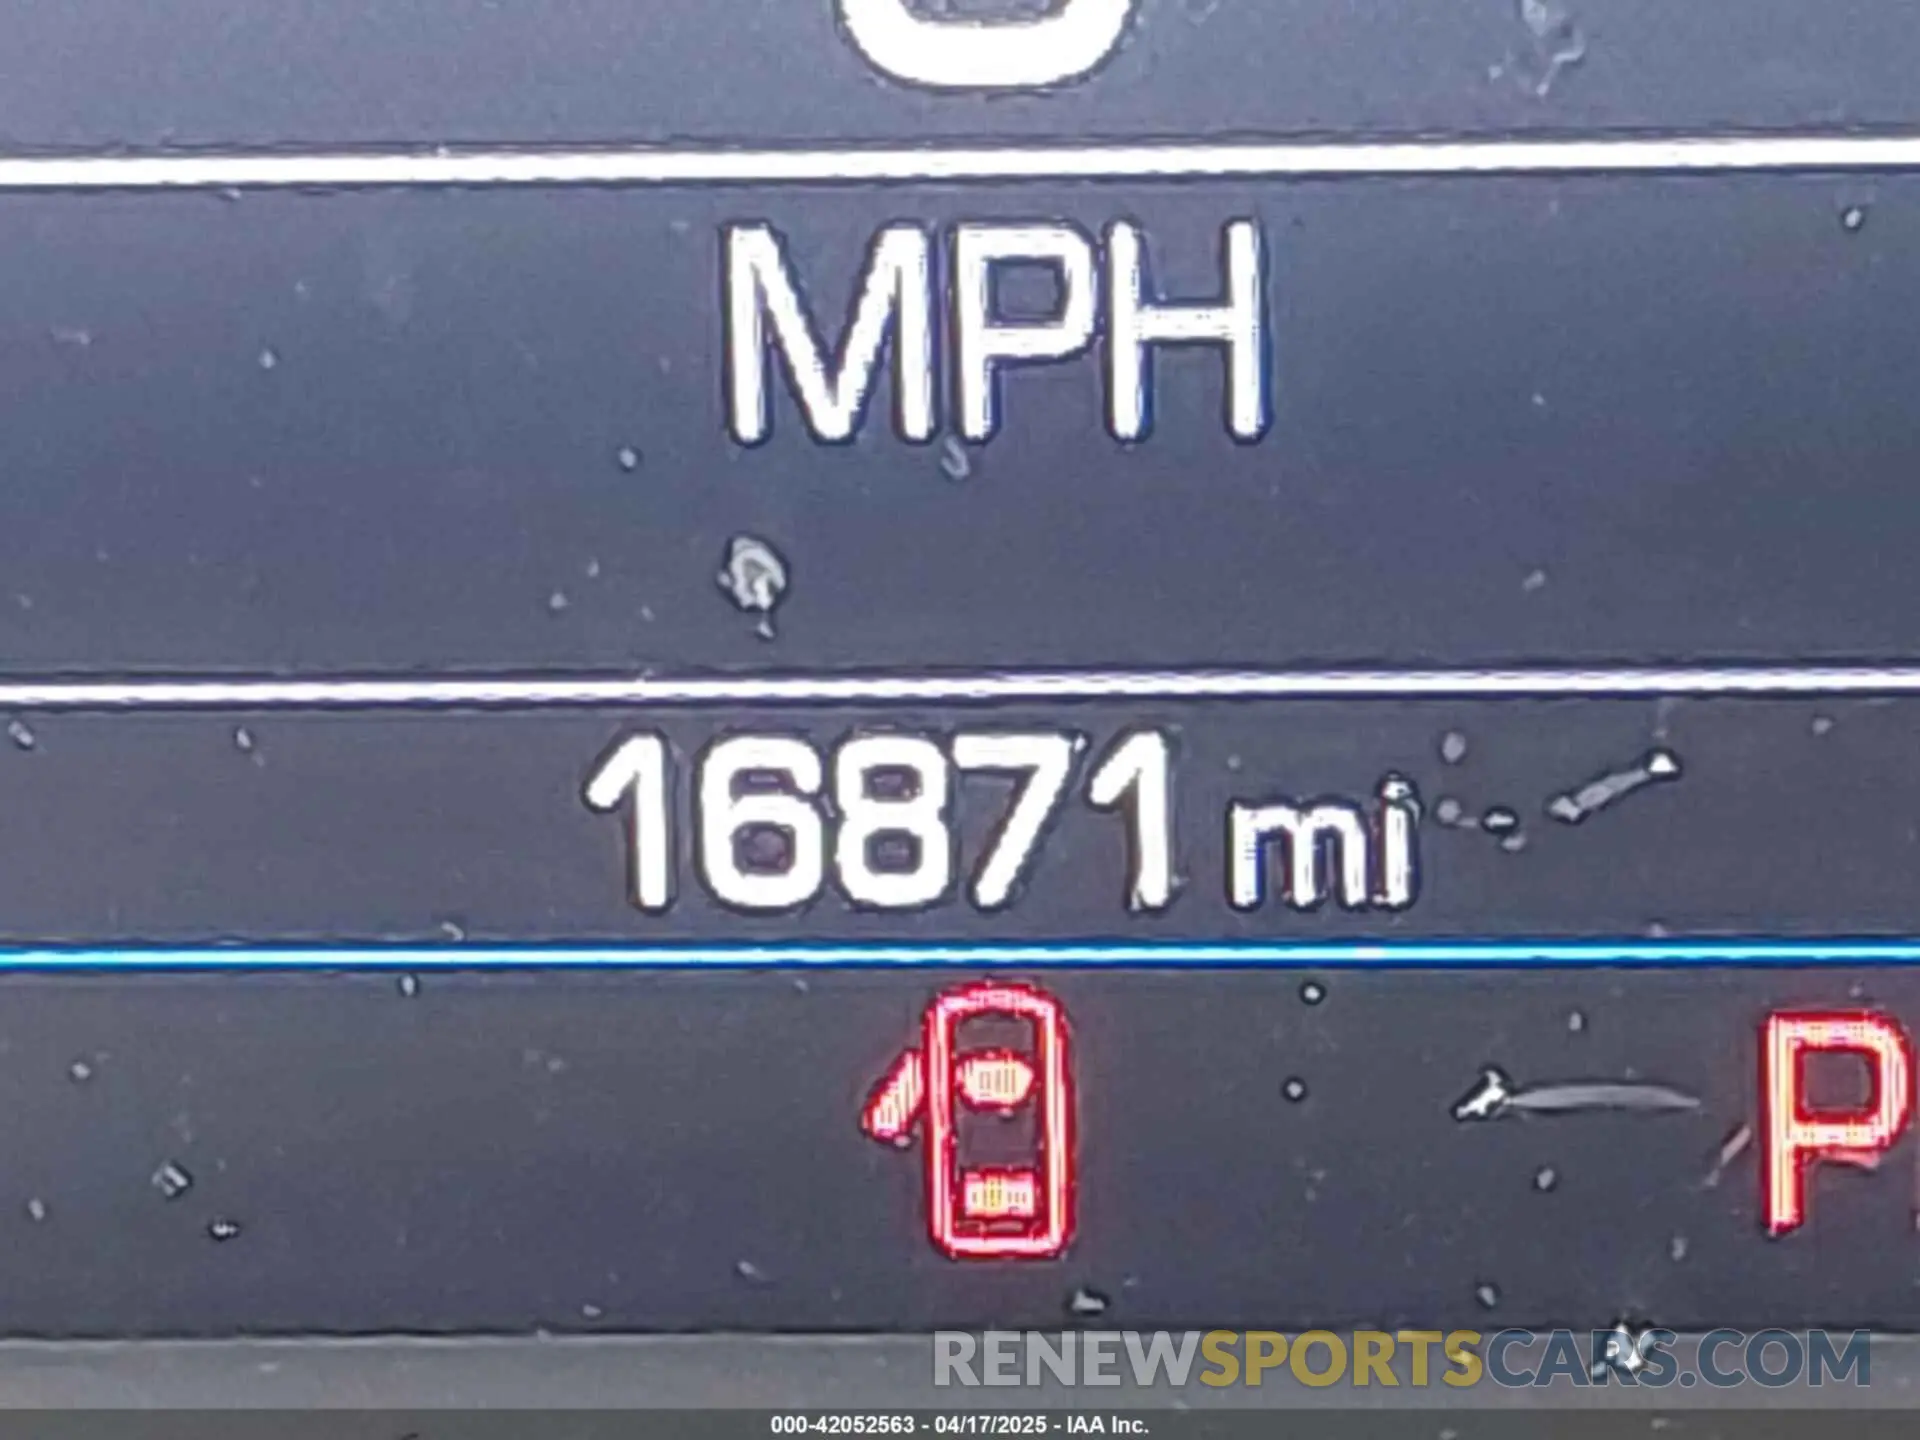 MPH
16871 mi
P
RENEWSPORTSCARS.COM
000-42052563 - 04/17/2025 - IAA Inc.